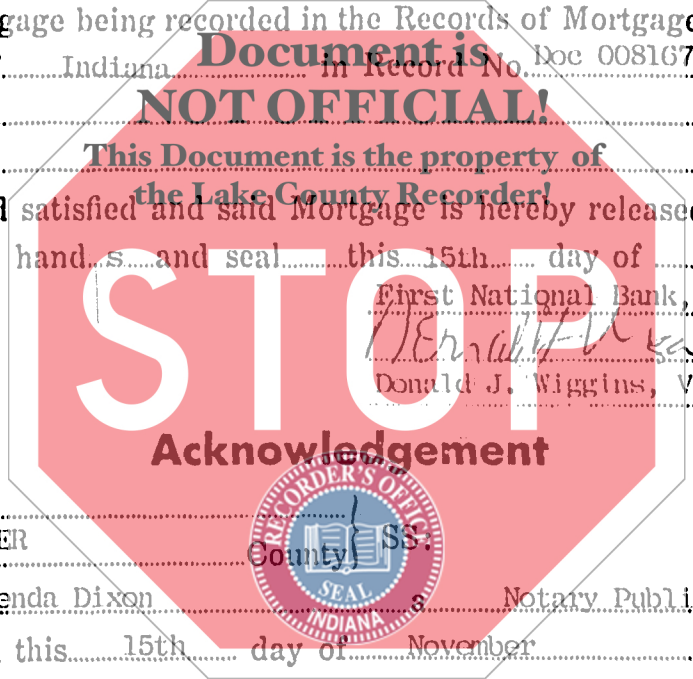 gage being recorded in the Records of Mortgage
Document is
Indiana in Record No. Doc 008167
NOT OFFICIAL!
This Document is the property of
the Lake County Recorder!
satisfied and said Mortgage is hereby release
hand s and seal this 15th day of
STOP
First National Bank,
Donald J. Wiggins, V
Acknowledgement
RECORDER'S OFFICE
ER
County} SS:
SEAL
INDIANA
enda Dixon a Notary Publi
this 15th day of November